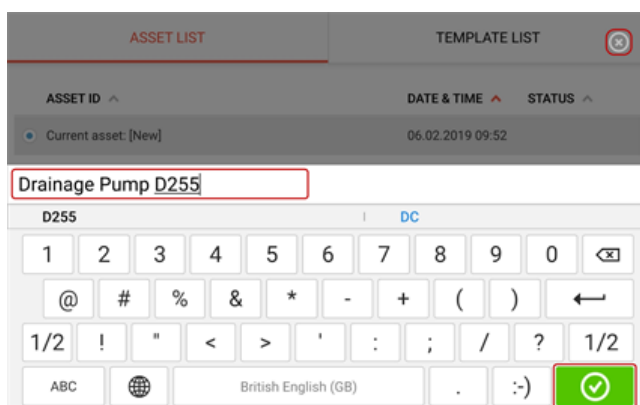 ASSET LIST TEMPLATE LIST
ASSET ID DATE & TIME STATUS
Current asset: [New] 06.02.2019 09:52
Drainage Pump D255
D255 DC
1 2 3 4 5 6 7 8 9 0
@ # % & * - + ( )
1/2 ! " < > ' : ; / ? 1/2
ABC British English (GB) . :-)